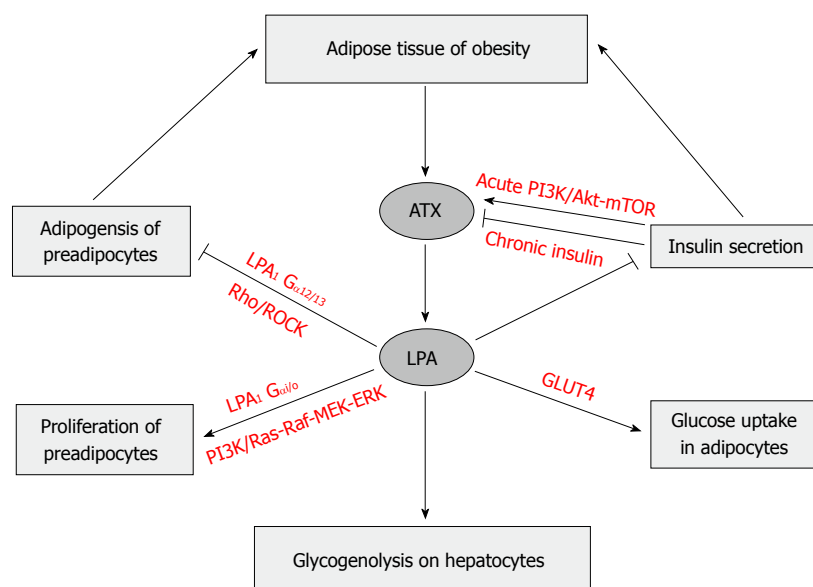 Adipose tissue of obesity
Acute PI3K/Akt-mTOR
ATX
Adipogensis of
preadipocytes
Chronic insulin
Insulin secretion
LPA₁ Gα12/13
Rho/ROCK
LPA
GLUT4
LPA₁ Gαi/o
PI3K/Ras-Raf-MEK-ERK
Proliferation of
preadipocytes
Glucose uptake
in adipocytes
Glycogenolysis on hepatocytes